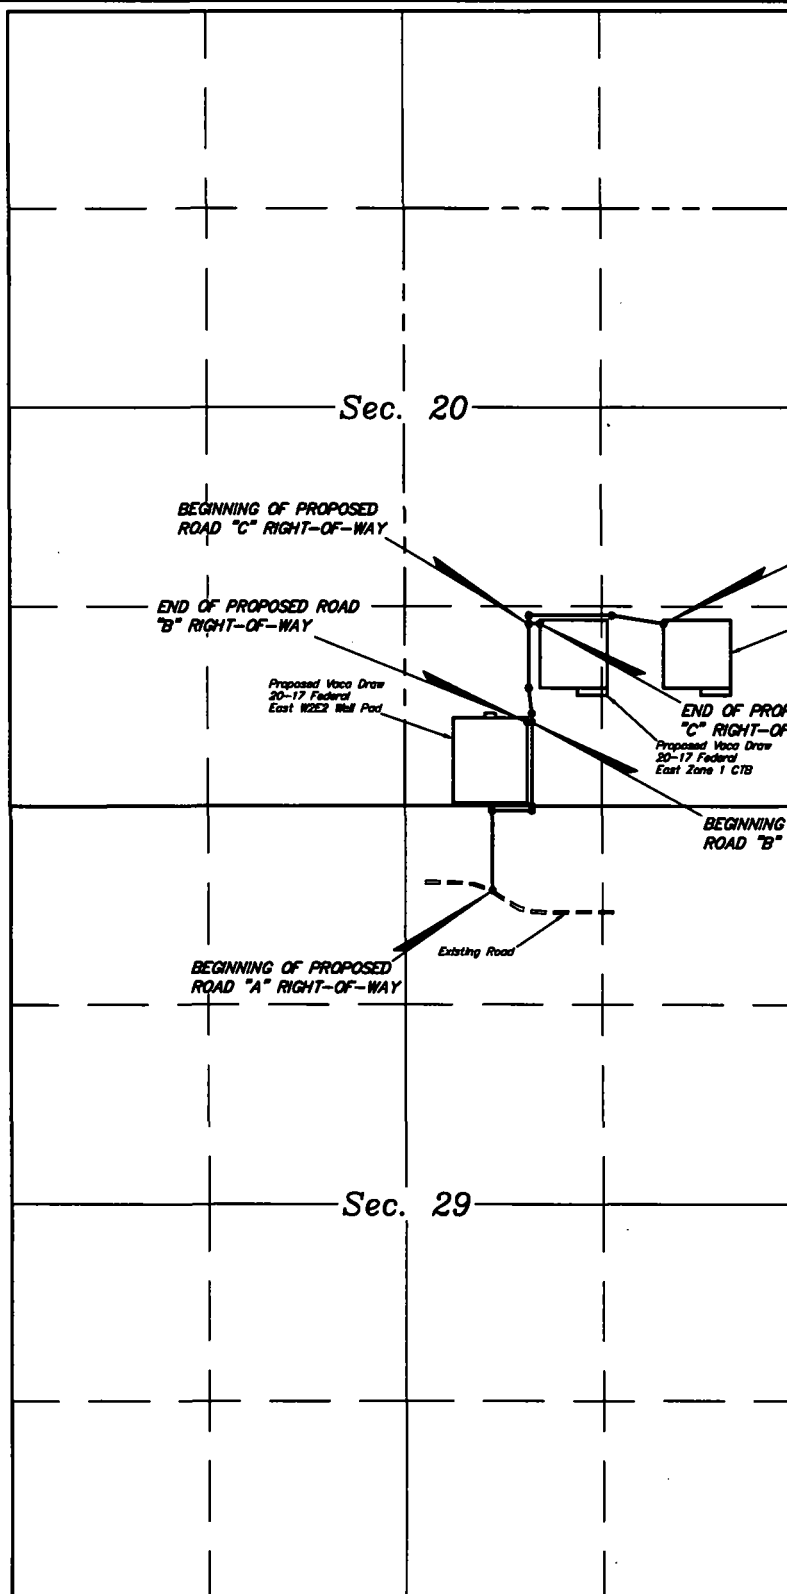 Sec. 20
BEGINNING OF PROPOSED
ROAD "C" RIGHT-OF-WAY
END OF PROPOSED ROAD
"B" RIGHT-OF-WAY
Proposed Vaca Draw
20-17 Federal
East W2E2 Well Pad
END OF PROP
"C" RIGHT-OF
Proposed Vaca Draw
20-17 Federal
East Zone 1 CTB
BEGINNING
ROAD "B"
Existing Road
BEGINNING OF PROPOSED
ROAD "A" RIGHT-OF-WAY
Sec. 29